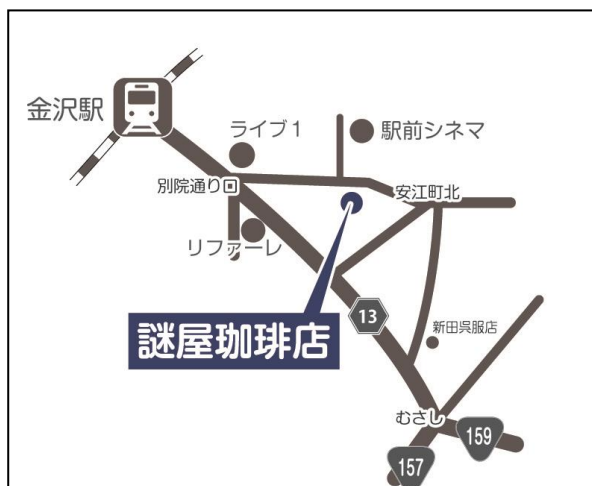 金沢駅
ライブ1
駅前シネマ
別院通り
安江町北
リファーレ
13
謎屋珈琲店
新田呉服店
むさし
159
157